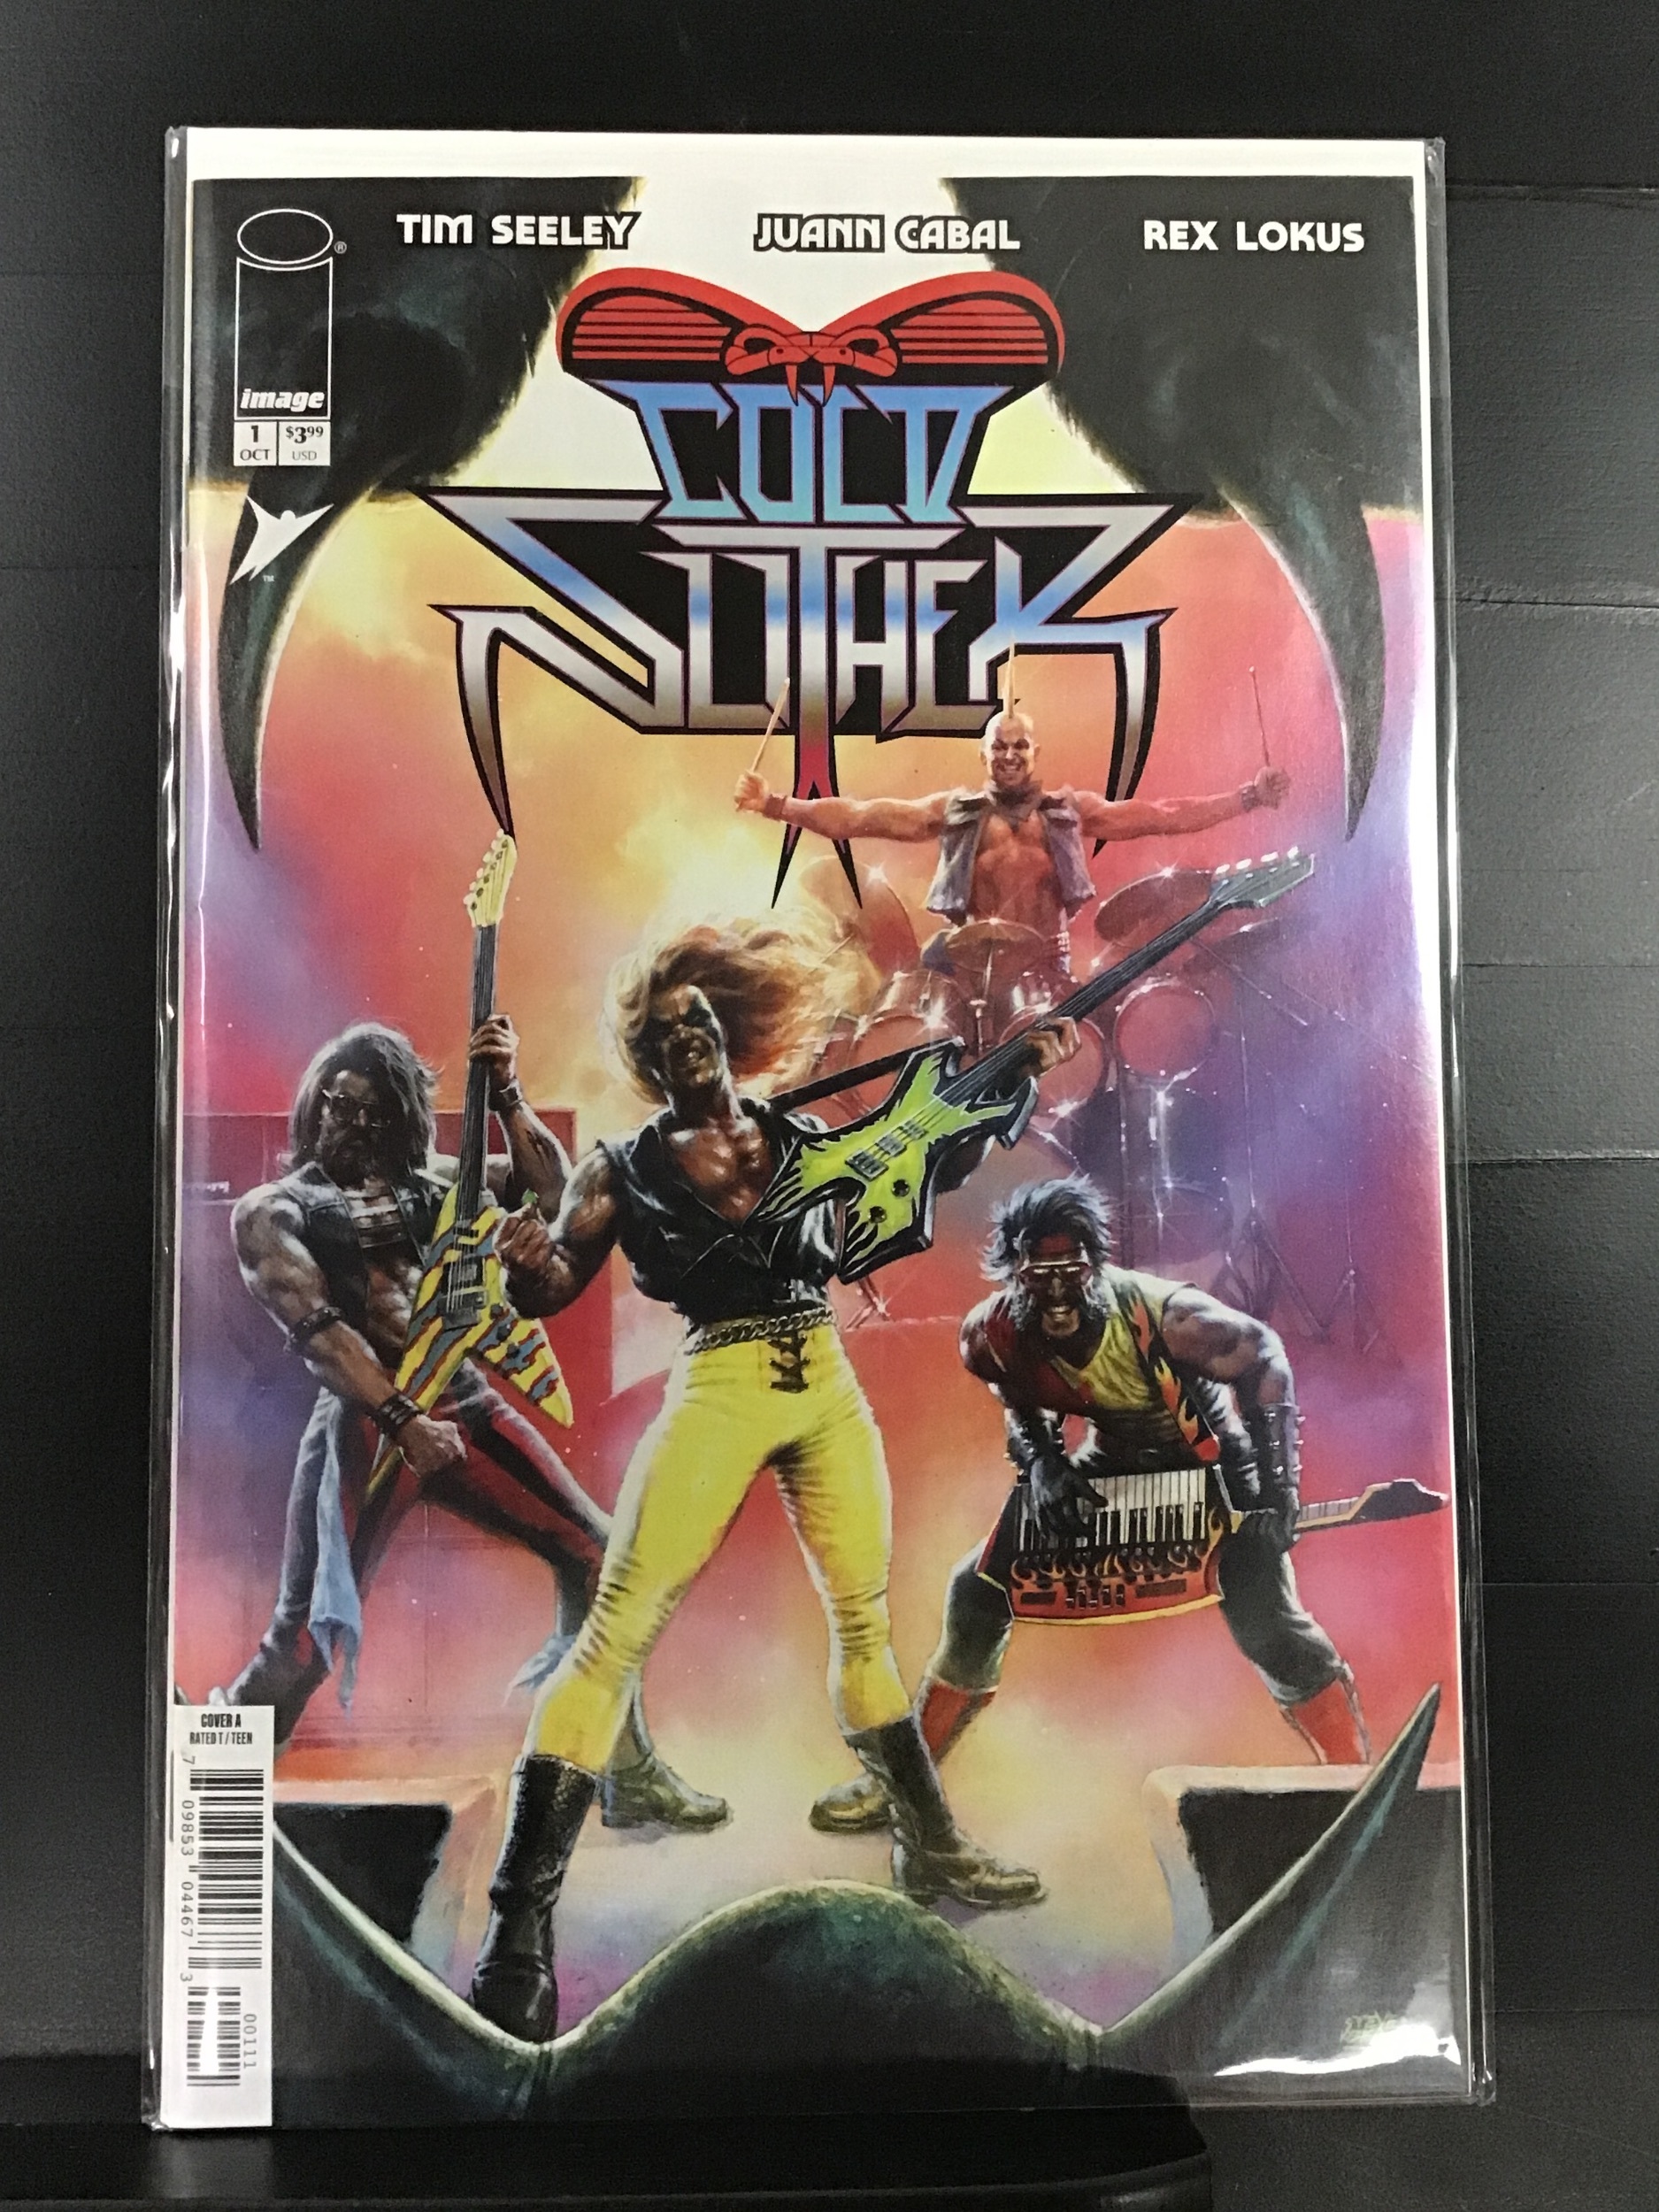 TIM SEELEY
JUANN CABAL
REX LOKUS
®
image
1
OCT
$3.99
USD
TM
COLD
SLITHER
COVER A
RATED T / TEEN
7 09853 04467 3
00111